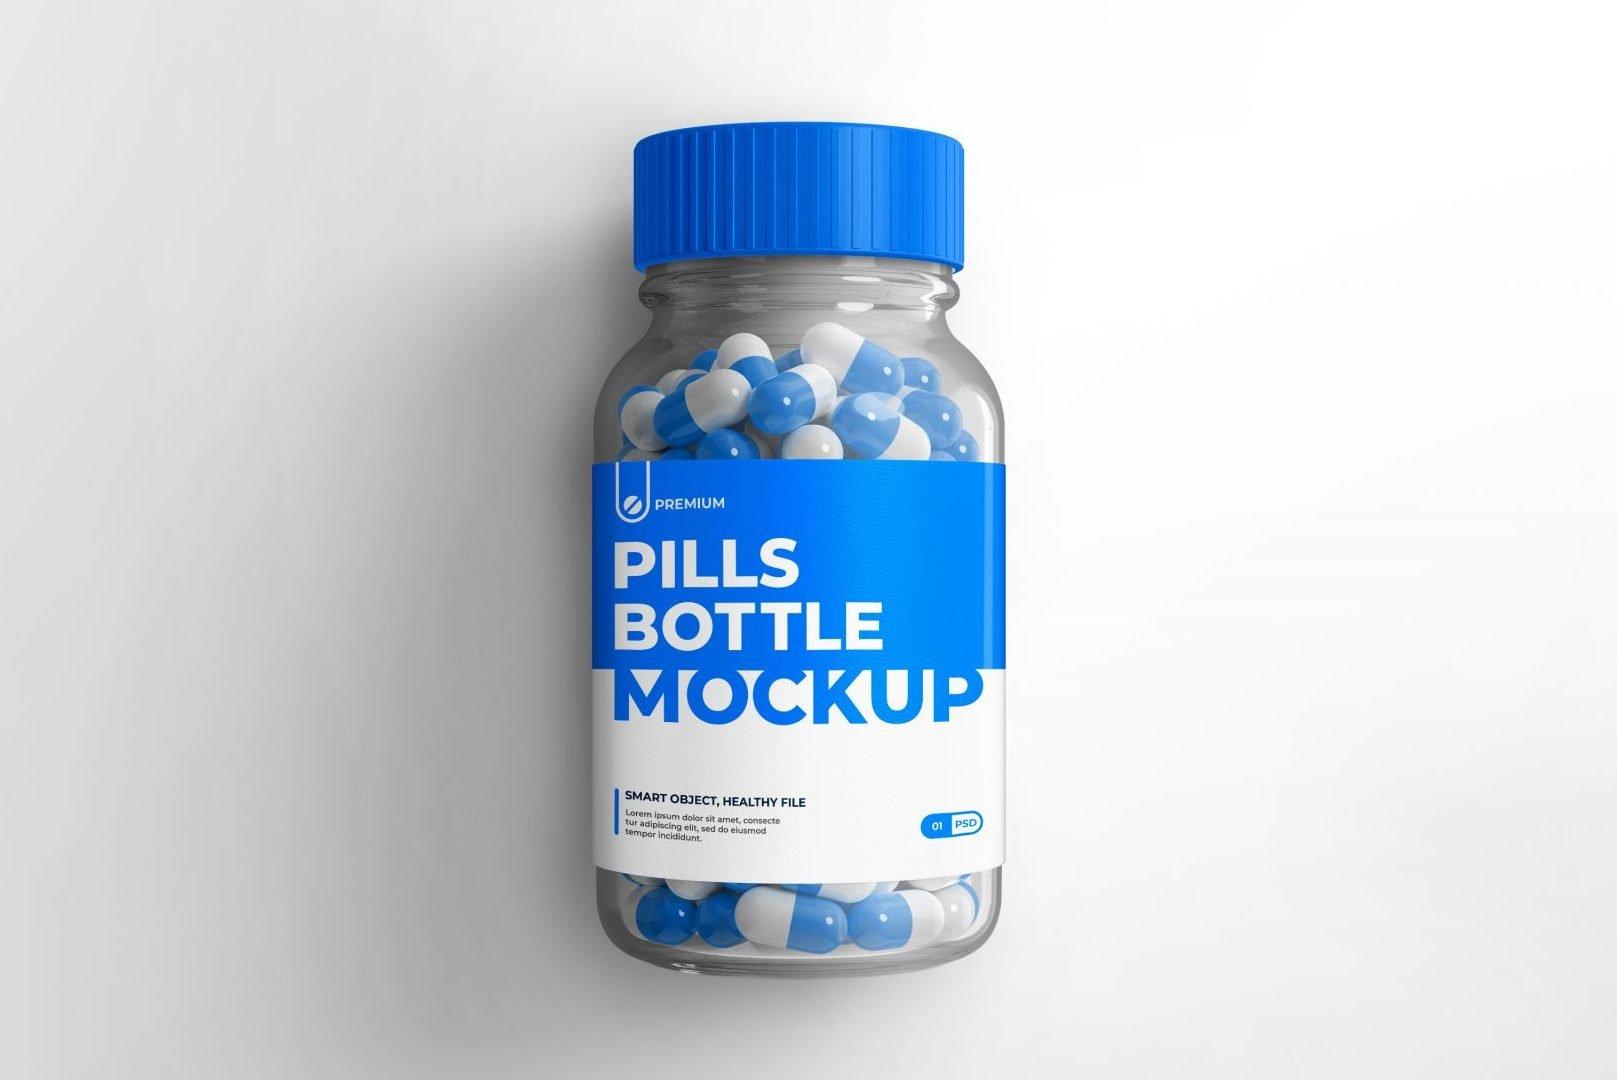 PREMIUM
PILLS
BOTTLE
MOCKUP
SMART OBJECT, HEALTHY FILE
Lorem ipsum dolor sit amet, consecte
tur adipiscing elit, sed do eiusmod
tempor incididunt.
01 PSD